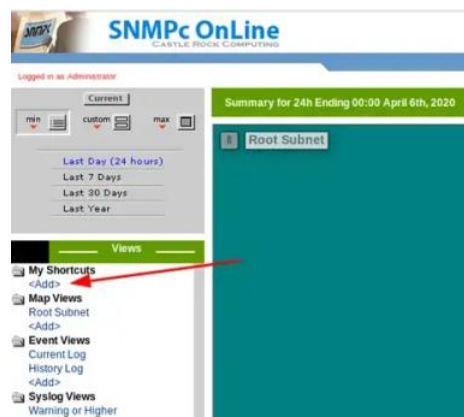 SNMPc
SNMPc OnLine
CASTLE ROCK COMPUTING
Logged in as Administrator
Current
min
custom
max
Last Day (24 hours)
Last 7 Days
Last 30 Days
Last Year
Summary for 24h Ending 00:00 April 6th, 2020
Root Subnet
Views
My Shortcuts
<Add>
Map Views
Root Subnet
<Add>
Event Views
Current Log
History Log
<Add>
Syslog Views
Warning or Higher